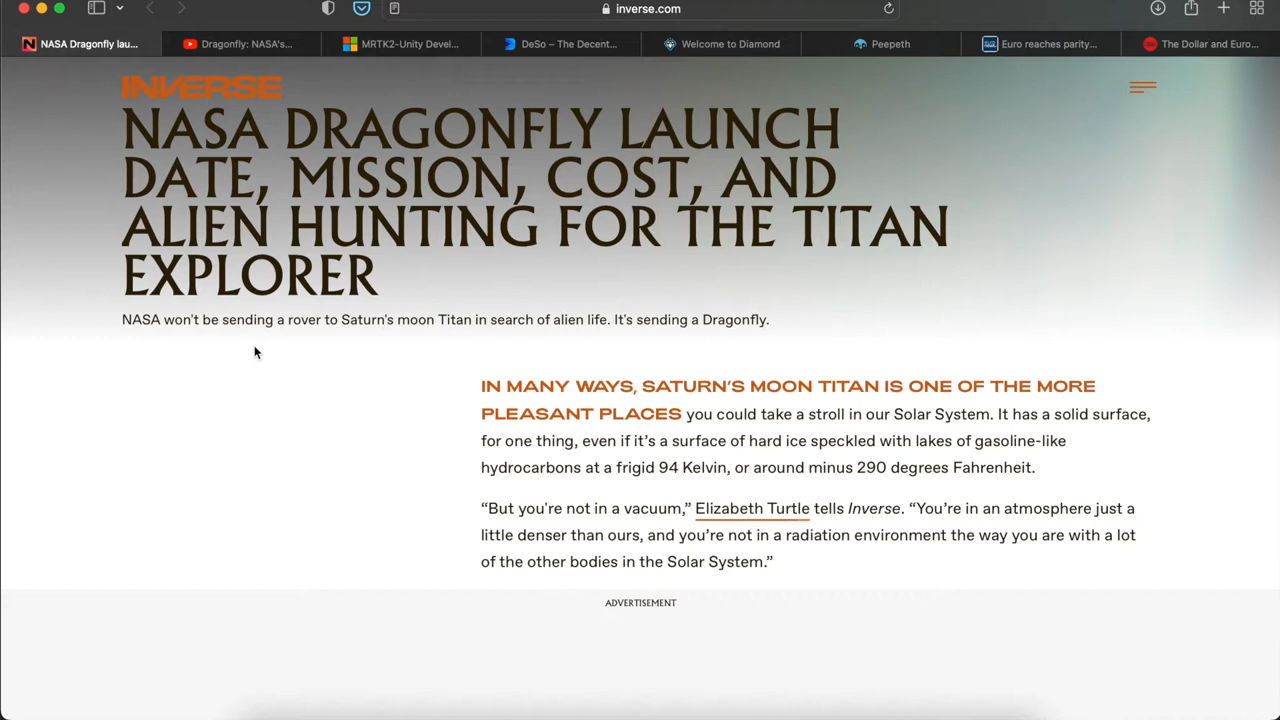 inverse.com
NASA Dragonfly lau...
Dragonfly: NASA's...
MRTK2-Unity Devel...
DeSo – The Decent...
Welcome to Diamond
Peepeth
Euro reaches parity...
The Dollar and Euro...
INVERSE
NASA DRAGONFLY LAUNCH
DATE, MISSION, COST, AND
ALIEN HUNTING FOR THE TITAN
EXPLORER
NASA won't be sending a rover to Saturn's moon Titan in search of alien life. It's sending a Dragonfly.
IN MANY WAYS, SATURN'S MOON TITAN IS ONE OF THE MORE
PLEASANT PLACES you could take a stroll in our Solar System. It has a solid surface,
for one thing, even if it's a surface of hard ice speckled with lakes of gasoline-like
hydrocarbons at a frigid 94 Kelvin, or around minus 290 degrees Fahrenheit.
“But you're not in a vacuum,” Elizabeth Turtle tells Inverse. “You're in an atmosphere just a
little denser than ours, and you're not in a radiation environment the way you are with a lot
of the other bodies in the Solar System.”
ADVERTISEMENT